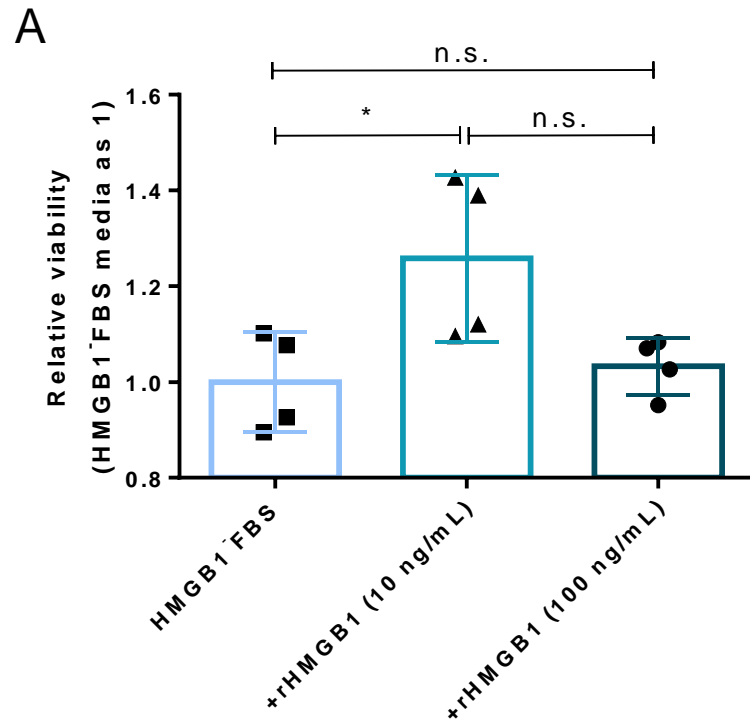 A
n.s.
*
n.s.
Relative viability
(HMGB1⁻FBS media as 1)
1.6
1.4
1.2
1.0
0.8
HMGB1⁻FBS
+rHMGB1 (10 ng/mL)
+rHMGB1 (100 ng/mL)